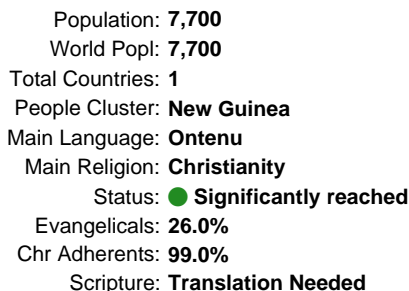 Population: 7,700
World Popl: 7,700
Total Countries: 1
People Cluster: New Guinea
Main Language: Ontenu
Main Religion: Christianity
Status: Significantly reached
Evangelicals: 26.0%
Chr Adherents: 99.0%
Scripture: Translation Needed